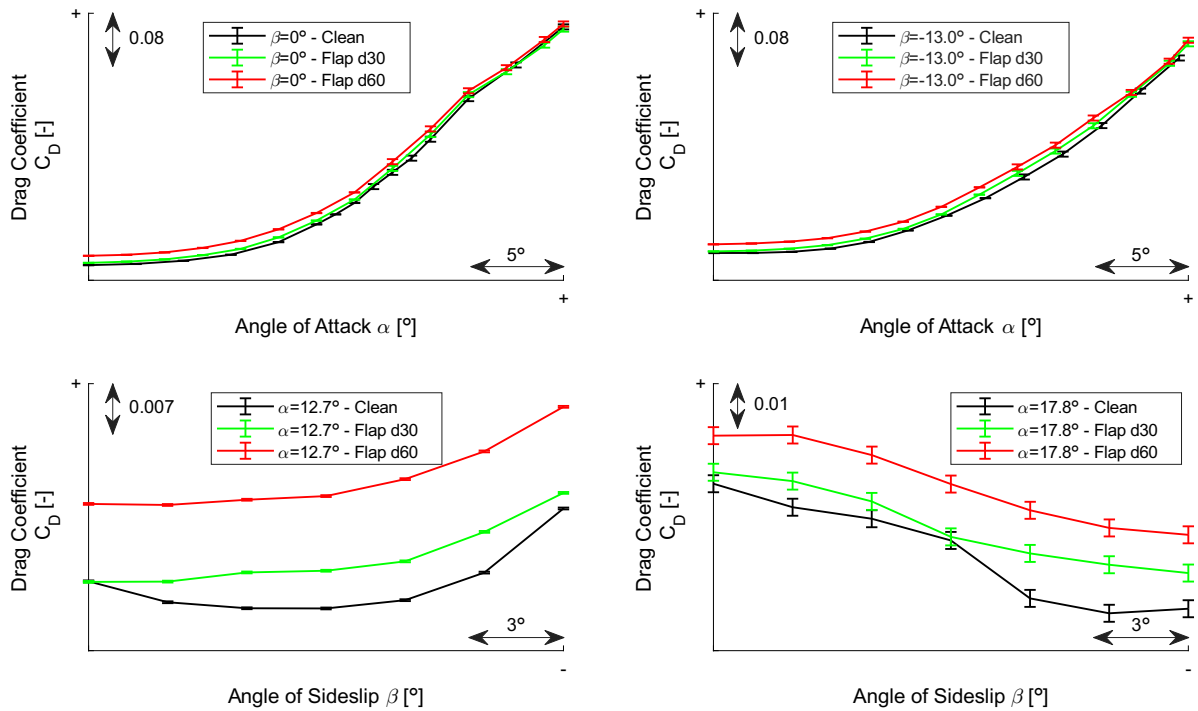 +
0.08
β=0° - Clean
β=0° - Flap d30
β=0° - Flap d60
Drag Coefficient
C_D [-]
5°
+
Angle of Attack α [°]
0.08
β=-13.0° - Clean
β=-13.0° - Flap d30
β=-13.0° - Flap d60
Drag Coefficient
C_D [-]
5°
+
Angle of Attack α [°]
+
0.007
α=12.7° - Clean
α=12.7° - Flap d30
α=12.7° - Flap d60
Drag Coefficient
C_D [-]
3°
-
Angle of Sideslip β [°]
+
0.01
α=17.8° - Clean
α=17.8° - Flap d30
α=17.8° - Flap d60
Drag Coefficient
C_D [-]
3°
-
Angle of Sideslip β [°]